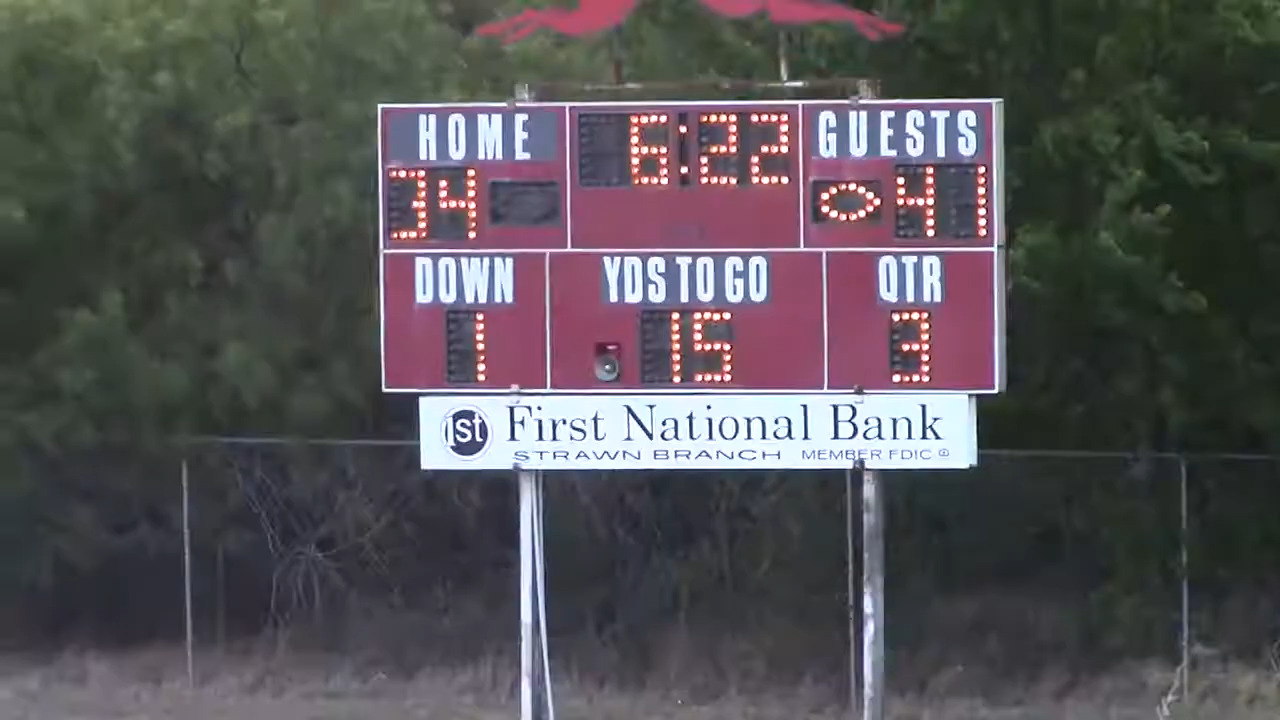 HOME 6:22 GUESTS
34 41
DOWN YDS TO GO QTR
1 15 3
1st First National Bank
STRAWN BRANCH MEMBER FDIC